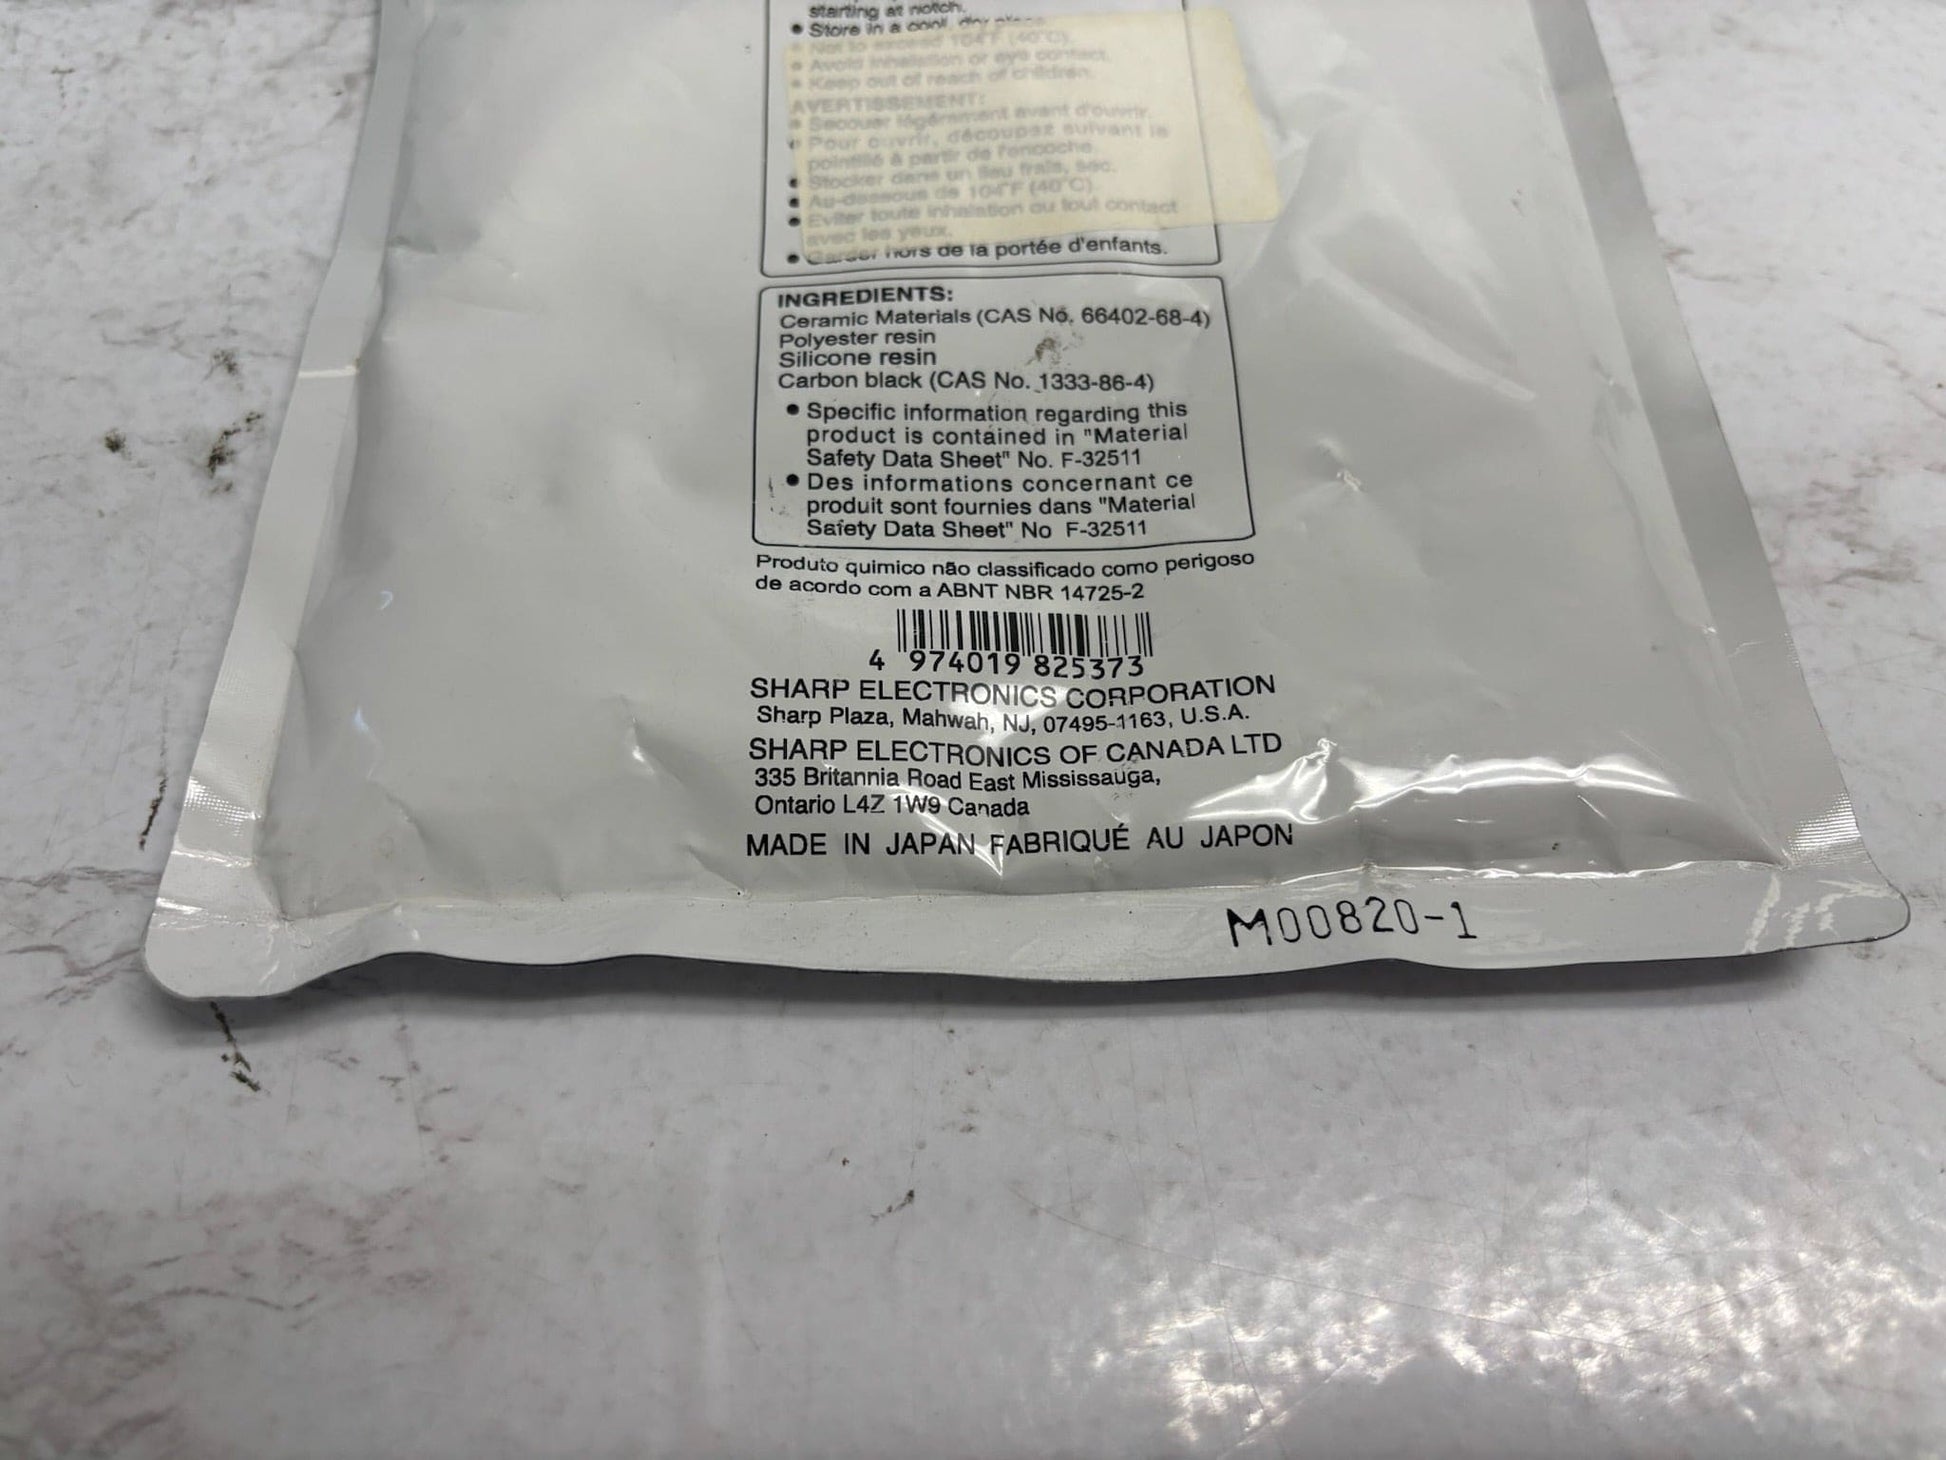 starting at notch.
● Store in a cool, dry place.
● Not to exceed 104°F (40°C).
● Avoid inhalation or eye contact.
● Keep out of reach of children.
AVERTISSEMENT:
● Secouer légèrement avant d'ouvrir.
● Pour ouvrir, découpez suivant le
pointillé à partir de l'encoche.
● Stocker dans un lieu frais, sec.
● Au-dessous de 104°F (40°C).
● Eviter toute inhalation ou tout contact
avec les yeux.
● Garder hors de la portée d'enfants.
INGREDIENTS:
Ceramic Materials (CAS No. 66402-68-4)
Polyester resin
Silicone resin
Carbon black (CAS No. 1333-86-4)
● Specific information regarding this
product is contained in "Material
Safety Data Sheet" No. F-32511
● Des informations concernant ce
produit sont fournies dans "Material
Safety Data Sheet" No F-32511
Produto quimico não classificado como perigoso
de acordo com a ABNT NBR 14725-2
4 974019 825373
SHARP ELECTRONICS CORPORATION
Sharp Plaza, Mahwah, NJ, 07495-1163, U.S.A.
SHARP ELECTRONICS OF CANADA LTD
335 Britannia Road East Mississauga,
Ontario L4Z 1W9 Canada
MADE IN JAPAN FABRIQUÉ AU JAPON
M00820-1